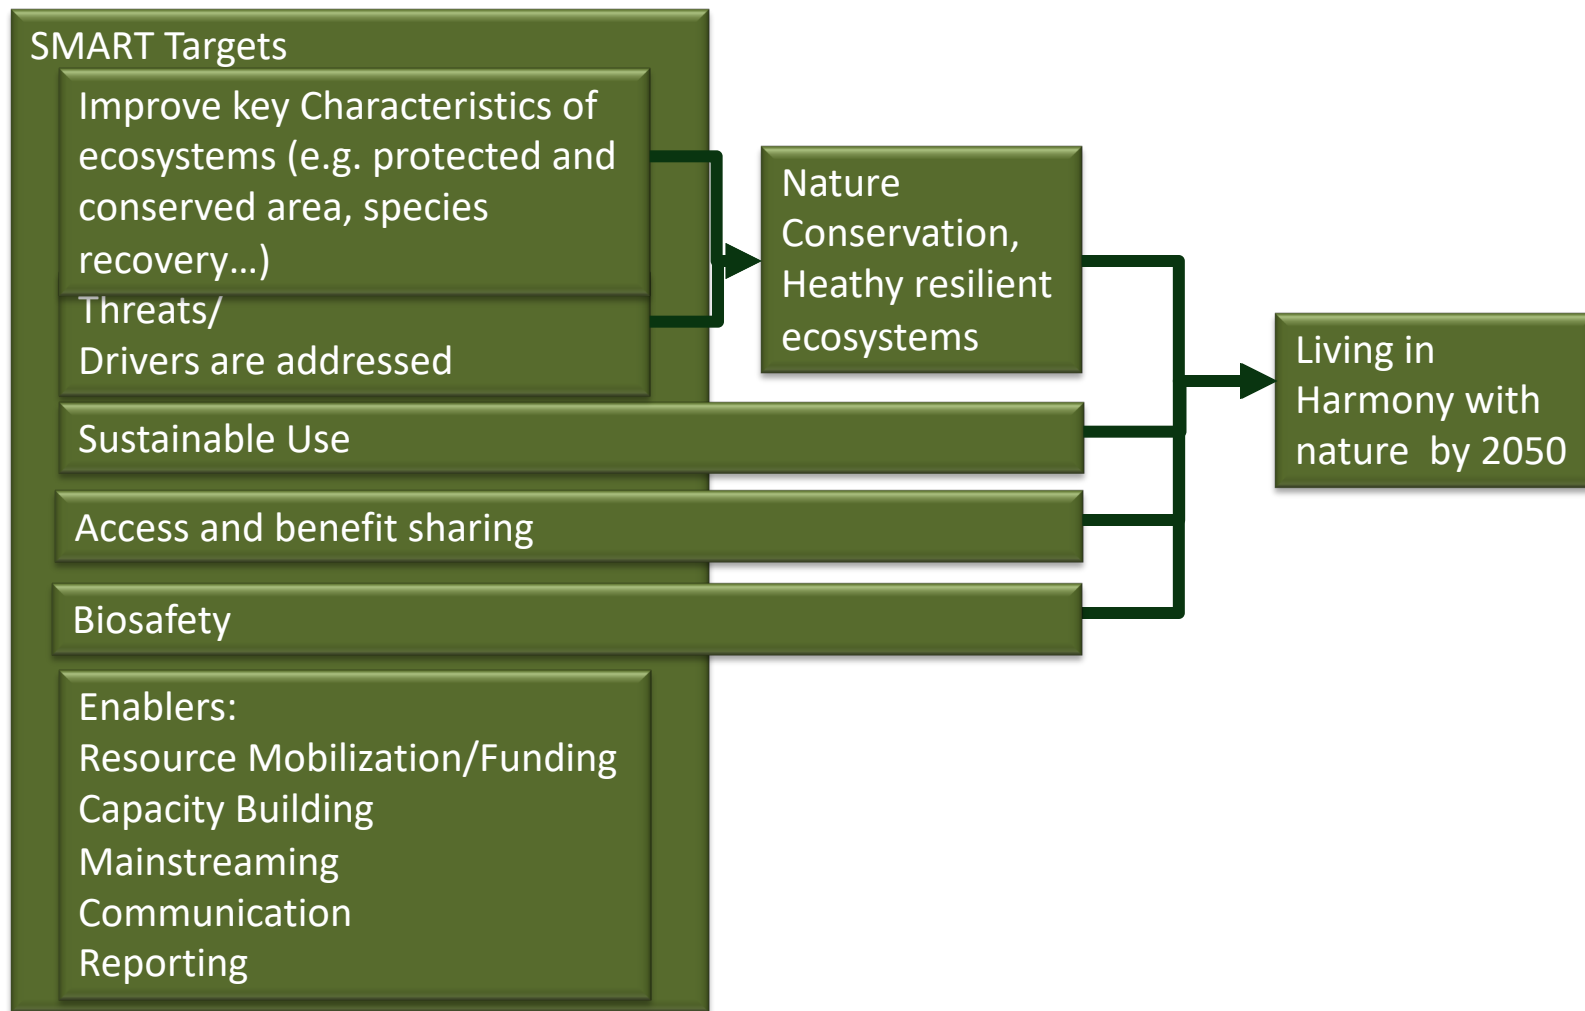 SMART Targets
Improve key Characteristics of
ecosystems (e.g. protected and
conserved area, species
recovery…)
Threats/
Drivers are addressed
Sustainable Use
Access and benefit sharing
Biosafety
Enablers:
Resource Mobilization/Funding
Capacity Building
Mainstreaming
Communication
Reporting
Nature
Conservation,
Heathy resilient
ecosystems
Living in
Harmony with
nature  by 2050